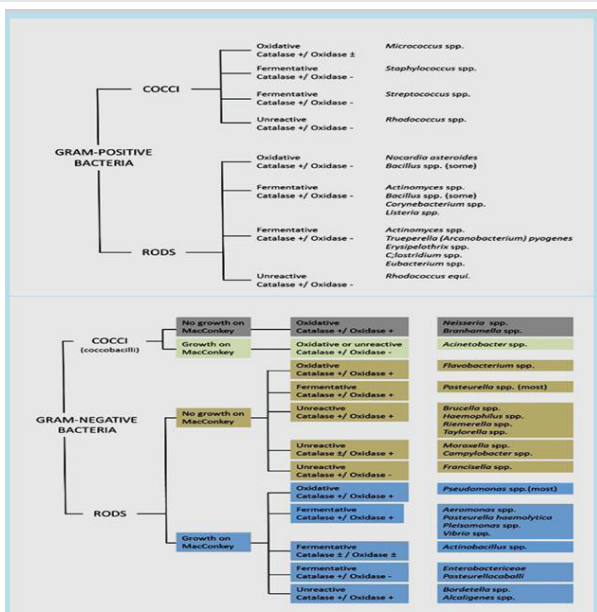 Oxidative
Catalase +/ Oxidase ±
Micrococcus spp.
Fermentative
Catalase +/ Oxidase -
Staphylococcus spp.
COCCI
Fermentative
Catalase +/ Oxidase -
Streptococcus spp.
Unreactive
Catalase +/ Oxidase -
Rhodococcus spp.
GRAM-POSITIVE
BACTERIA
Oxidative
Catalase +/ Oxidase -
Nocardia asteroides
Bacillus spp. (some)
Fermentative
Catalase +/ Oxidase -
Actinomyces spp.
Bacillus spp. (some)
Corynebacterium spp.
Listeria spp.
RODS
Fermentative
Catalase +/ Oxidase -
Actinomyces spp.
Trueperella (Arcanobacterium) pyogenes
Erysipelothrix spp.
C;lostridium spp.
Eubacterium spp.
Unreactive
Catalase +/ Oxidase -
Rhodococcus equi.
COCCI
(coccobacilli)
No growth on
MacConkey
Oxidative
Catalase +/ Oxidase +
Neisseria spp.
Branhamella spp.
Growth on
MacConkey
Oxidative or unreactive
Catalase +/ Oxidase -
Acinetobacter spp.
GRAM-NEGATIVE
BACTERIA
RODS
No growth on
MacConkey
Oxidative
Catalase +/ Oxidase +
Flavobacterium spp.
Fermentative
Catalase +/ Oxidase +
Pasteurella spp. (most)
Unreactive
Catalase +/ Oxidase +
Brucella spp.
Haemophilus spp.
Riemerella spp.
Taylorella spp.
Unreactive
Catalase ±/ Oxidase +
Moraxella spp.
Campylobacter spp.
Unreactive
Catalase +/ Oxidase -
Francisella spp.
Growth on
MacConkey
Oxidative
Catalase +/ Oxidase +
Pseudomonas spp.(most)
Fermentative
Catalase +/ Oxidase +
Aeromonas spp.
Pasteurella haemolytica
Pleisomonas spp.
Vibrio spp.
Fermentative
Catalase ± / Oxidase ±
Actinobacillus spp.
Fermentative
Catalase +/ Oxidase -
Enterobactericeae
Pasteurellacaballi
Unreactive
Catalase +/ Oxidase +
Bordetella spp.
Alcaligenes spp.